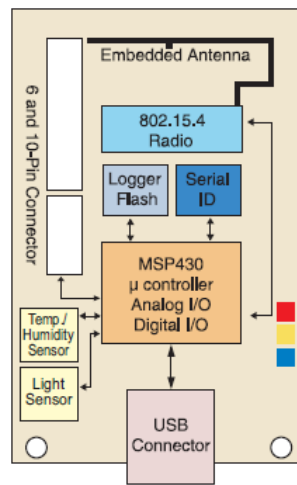 Embedded Antenna
6 and 10-Pin Connector
802.15.4
Radio
Logger
Flash
Serial
ID
MSP430
µ controller
Analog I/O
Digital I/O
Temp./
Humidity
Sensor
Light
Sensor
USB
Connector